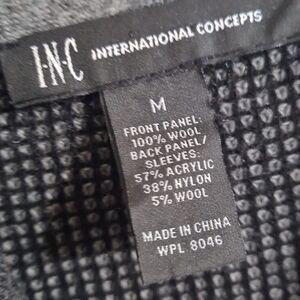 I·N·C INTERNATIONAL CONCEPTS
M
FRONT PANEL:
100% WOOL
BACK PANEL/
SLEEVES:
57% ACRYLIC
38% NYLON
5% WOOL
MADE IN CHINA
WPL 8046